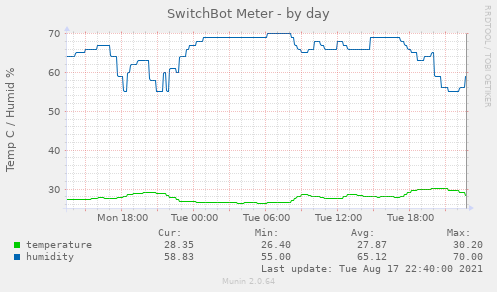 SwitchBot Meter - by day
RRDTOOL / TOBI OETIKER
Temp C / Humid %
70
60
50
40
30
Mon 18:00 Tue 00:00 Tue 06:00 Tue 12:00 Tue 18:00
Cur: Min: Avg: Max:
temperature 28.35 26.40 27.87 30.20
humidity 58.83 55.00 65.12 70.00
Last update: Tue Aug 17 22:40:00 2021
Munin 2.0.64